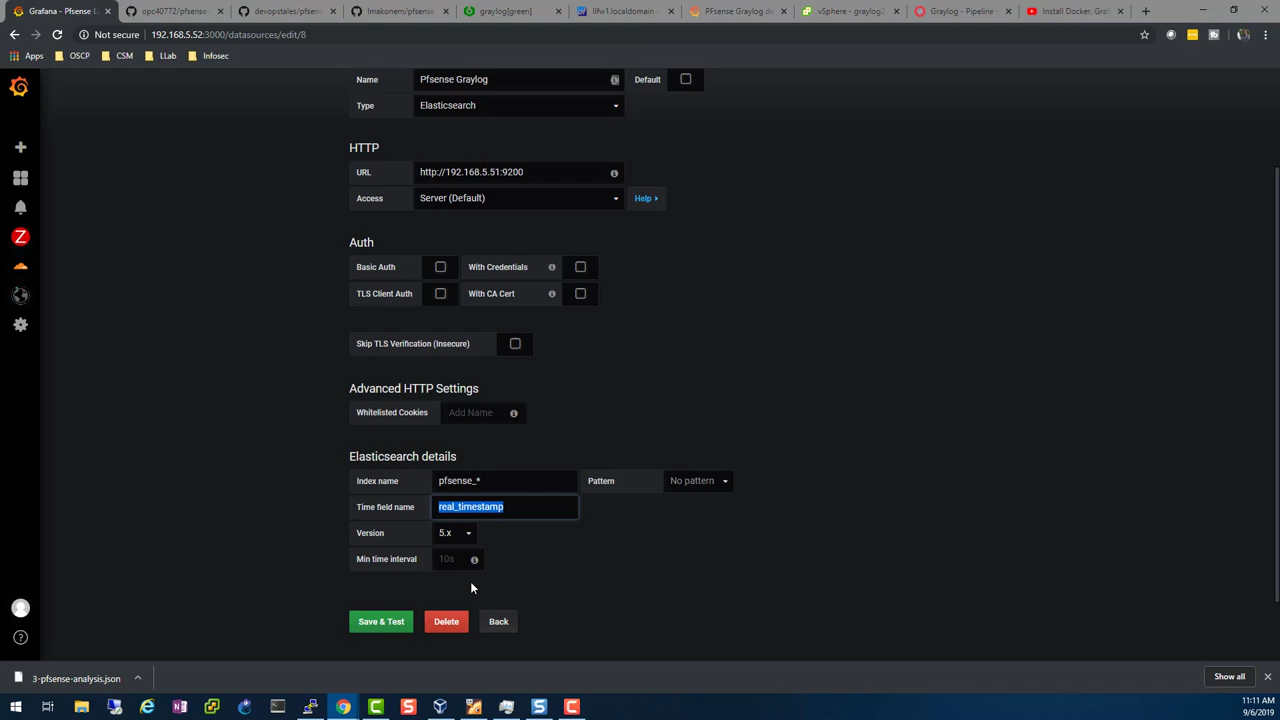 Grafana - Pfsense L
opc40772/pfsense-
devopstales/pfseno
lmakonem/pfsense
graylog[green]
llfw1.localdomain -
PFsense Graylog da
vSphere - graylog2
Graylog - Pipeline i
Install Docker, Graf
Not secure
192.168.5.52:3000/datasources/edit/8
Apps
OSCP
CSM
LLab
Infosec
Name
Pfsense Graylog
Default
Type
Elasticsearch
HTTP
URL
http://192.168.5.51:9200
Access
Server (Default)
Help
Auth
Basic Auth
With Credentials
TLS Client Auth
With CA Cert
Skip TLS Verification (Insecure)
Advanced HTTP Settings
Whitelisted Cookies
Add Name
Elasticsearch details
Index name
pfsense_*
Pattern
No pattern
Time field name
real_timestamp
Version
5.x
Min time interval
10s
Save & Test
Delete
Back
3-pfsense-analysis.json
Show all
11:11 AM
9/6/2019